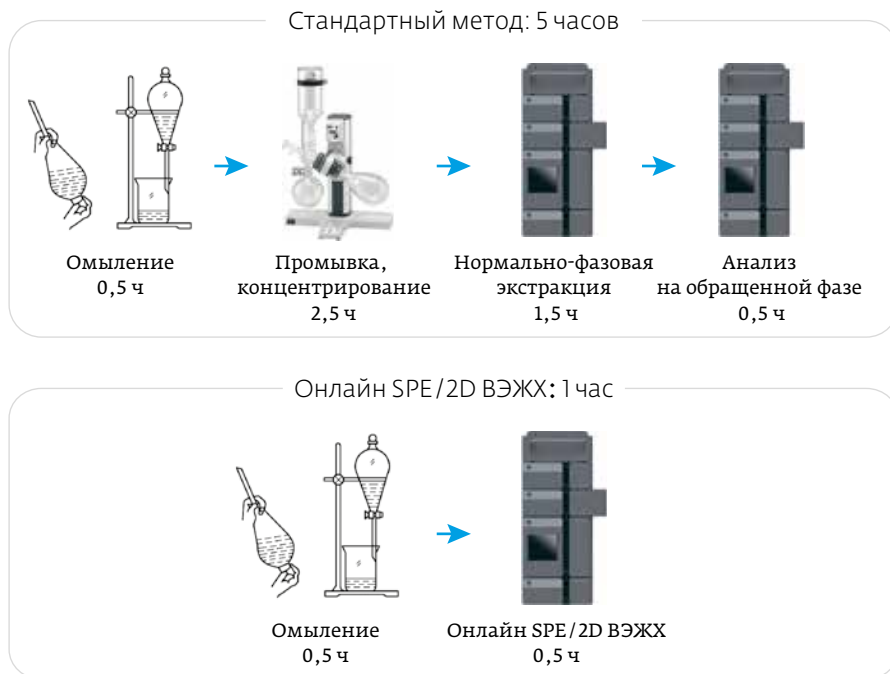 Стандартный метод: 5 часов
Омыление
0,5 ч
Промывка,
концентрирование
2,5 ч
Нормально-фазовая
экстракция
1,5 ч
Анализ
на обращенной фазе
0,5 ч
Онлайн SPE/2D ВЭЖХ: 1 час
Омыление
0,5 ч
Онлайн SPE/2D ВЭЖХ
0,5 ч